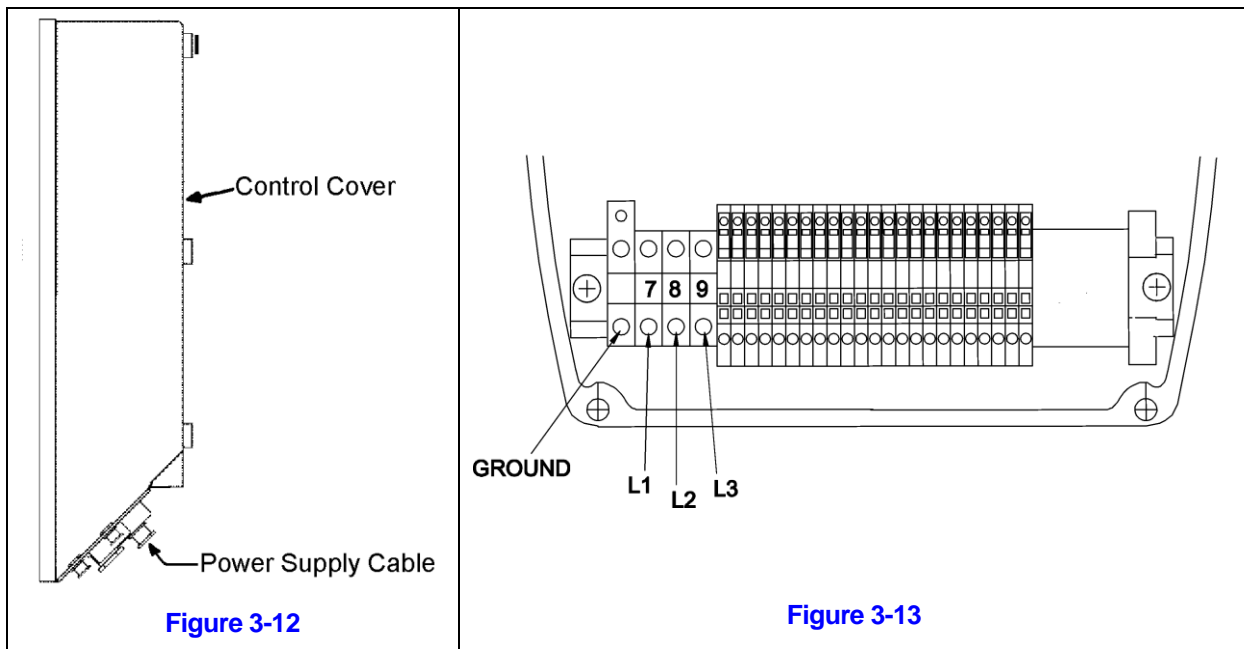 Control Cover
Power Supply Cable
Figure 3-12
7 8 9
GROUND
L1
L2
L3
Figure 3-13